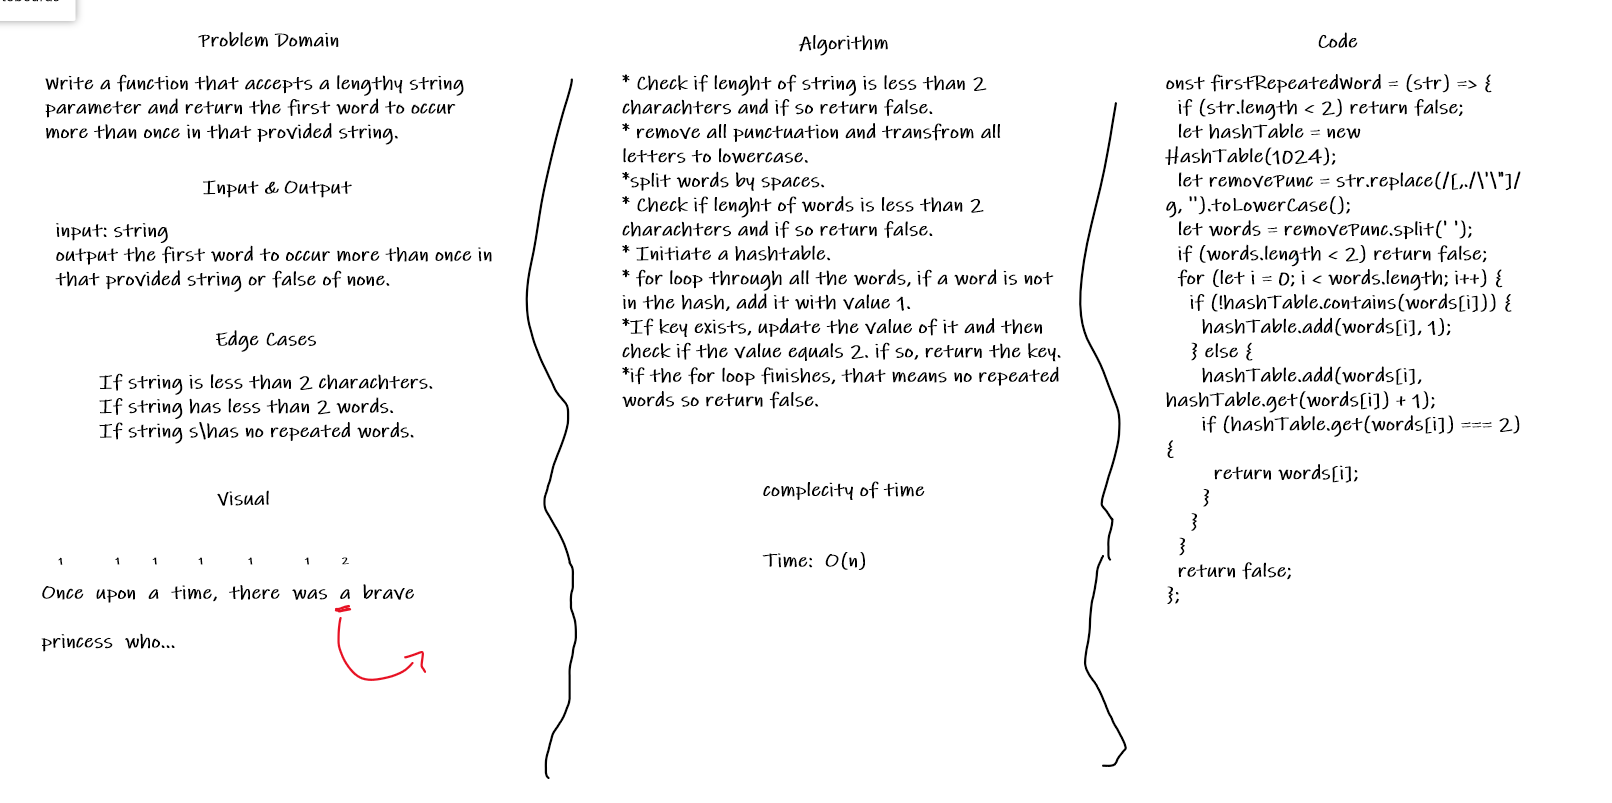 Problem Domain
Write a function that accepts a lengthy string
parameter and return the first word to occur
more than once in that provided string.
Input & Output
input: string
output the first word to occur more than once in
that provided string or false of none.
Edge Cases
If string is less than 2 charachters.
If string has less than 2 words.
If string s\has no repeated words.
Visual
1 1 1 1 1 1 2
Once upon a time, there was a brave
princess who...
Algorithm
* Check if lenght of string is less than 2
charachters and if so return false.
* remove all punctuation and transfrom all
letters to lowercase.
*split words by spaces.
* Check if lenght of words is less than 2
charachters and if so return false.
* Initiate a hashtable.
* for loop through all the words, if a word is not
in the hash, add it with value 1.
*If key exists, update the value of it and then
check if the value equals 2. if so, return the key.
*if the for loop finishes, that means no repeated
words so return false.
complecity of time
Time: O(n)
Code
onst firstRepeatedWord = (str) => {
if (str.length < 2) return false;
let hashTable = new
HashTable(1024);
let removePunc = str.replace(/[,./\'\"]/
g, '').toLowerCase();
let words = removePunc.split(' ');
if (words.length < 2) return false;
for (let i = 0; i < words.length; i++) {
if (!hashTable.contains(words[i])) {
hashTable.add(words[i], 1);
} else {
hashTable.add(words[i],
hashTable.get(words[i]) + 1);
if (hashTable.get(words[i]) === 2)
{
return words[i];
}
}
}
return false;
};